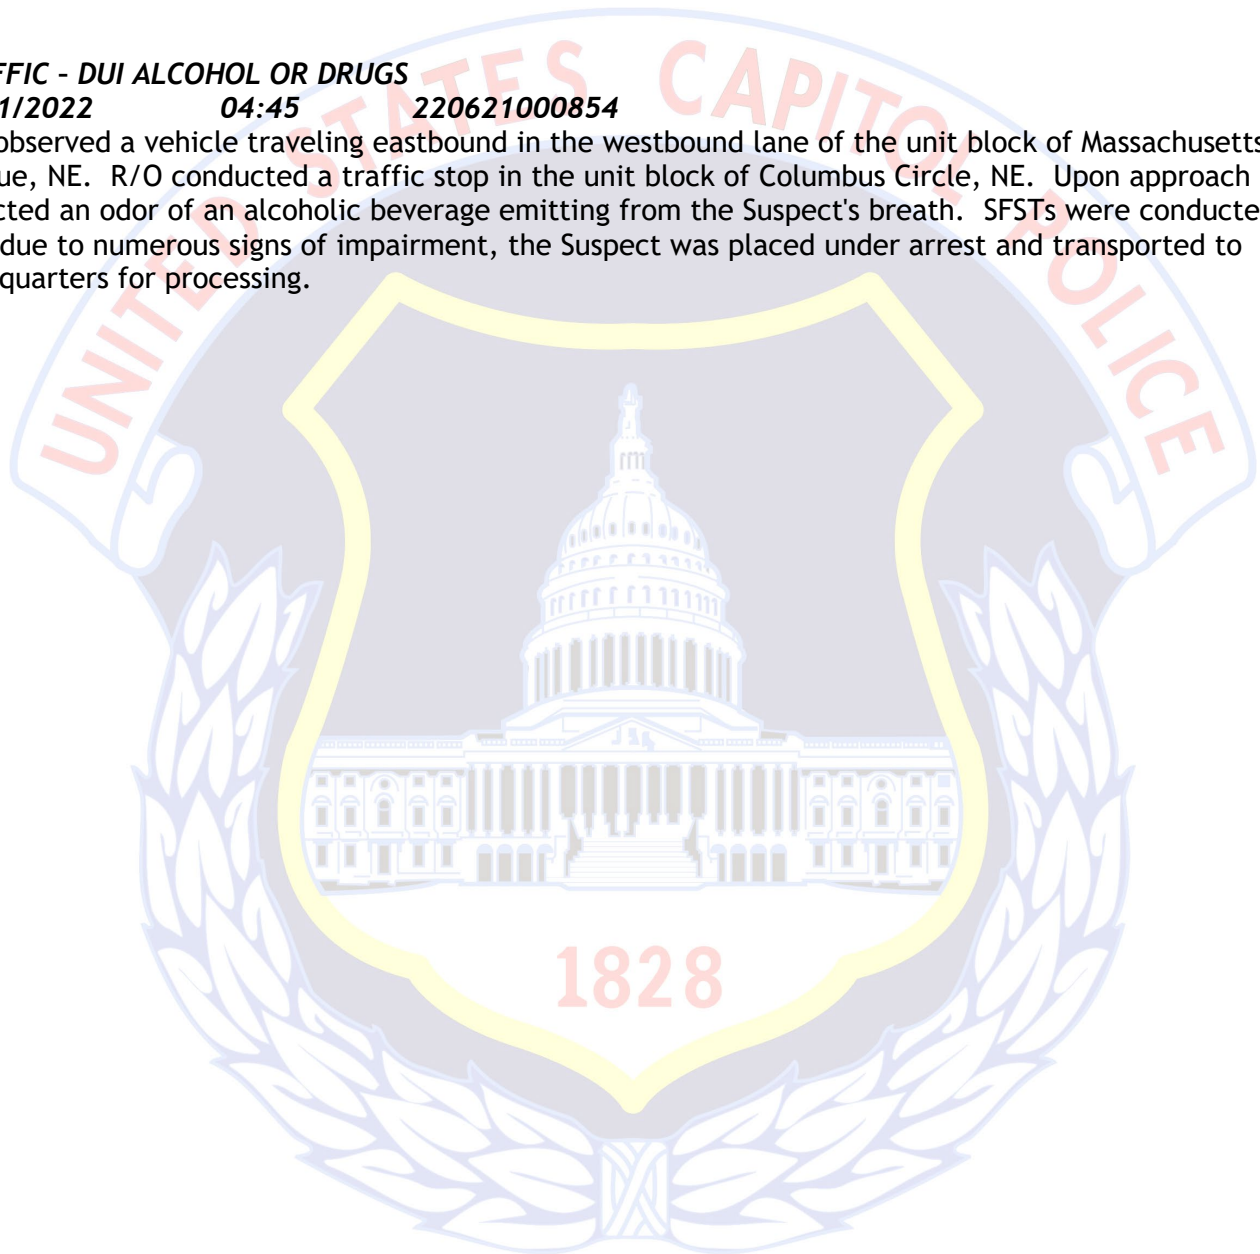 FFIC – DUI ALCOHOL OR DRUGS
1/2022 04:45 220621000854
observed a vehicle traveling eastbound in the westbound lane of the unit block of Massachusetts
ue, NE. R/O conducted a traffic stop in the unit block of Columbus Circle, NE. Upon approach
cted an odor of an alcoholic beverage emitting from the Suspect's breath. SFSTs were conducte
due to numerous signs of impairment, the Suspect was placed under arrest and transported to
quarters for processing.
UNITED STATES CAPITOL POLICE
1828